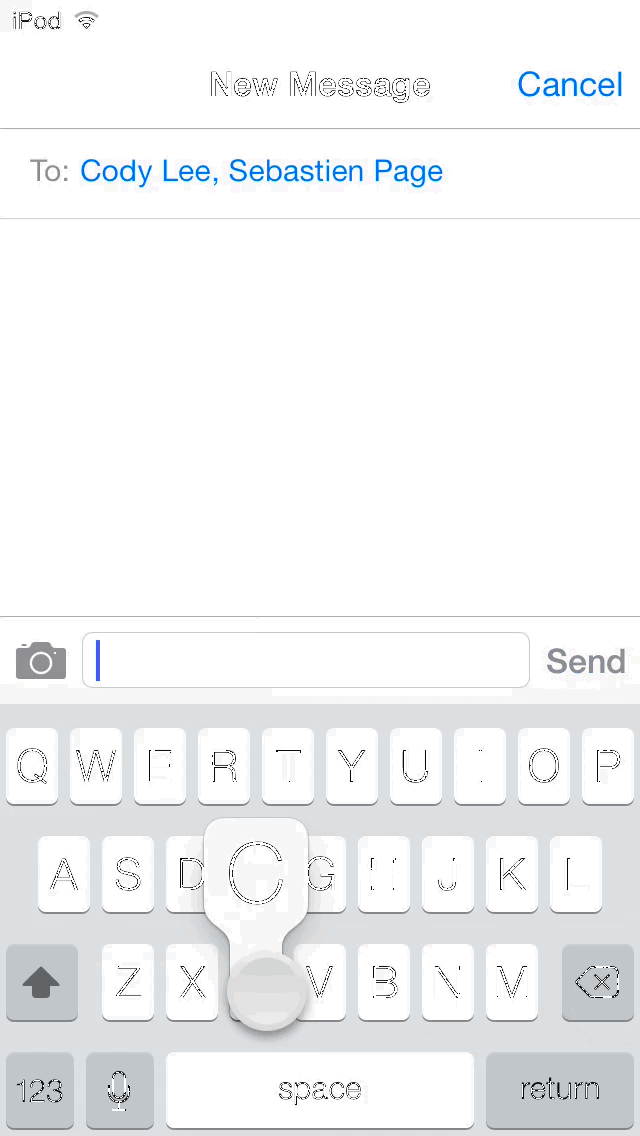 iPod
New Message Cancel
To: Cody Lee, Sebastien Page
Send
Q W E R T Y U I O P
A S D C G H J K L
Z X V B N M
123 space return